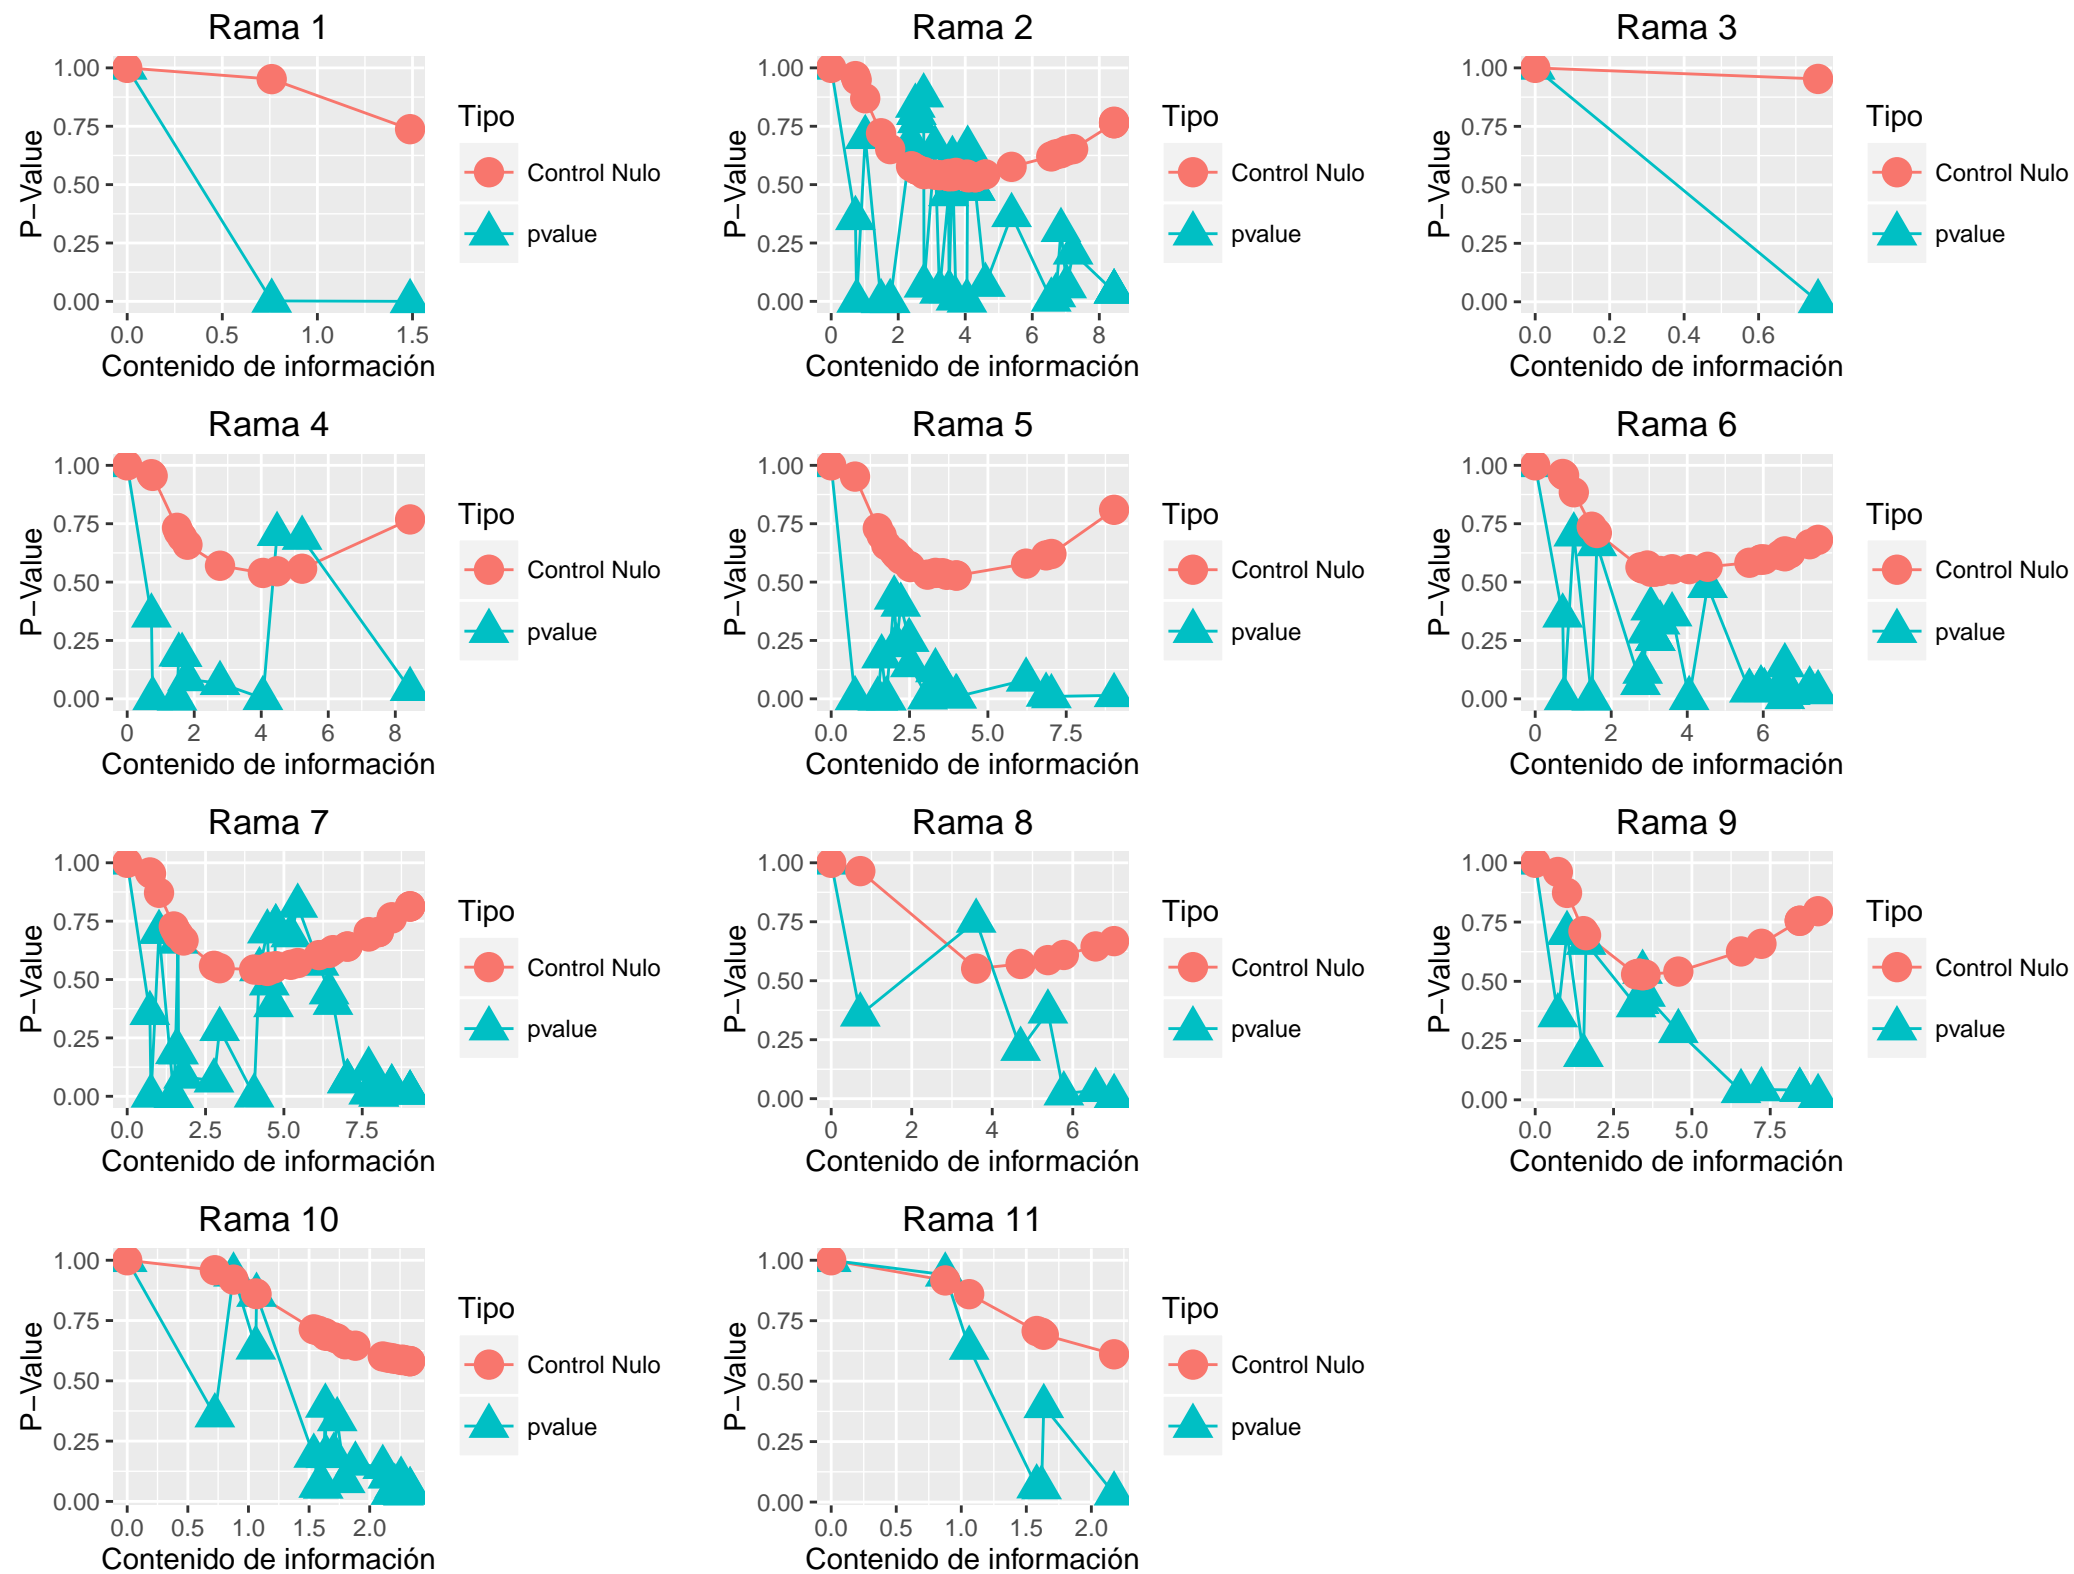 Rama 1
1.00
0.75
0.50
0.25
0.00
P−Value
0.0 0.5 1.0 1.5
Contenido de información
Tipo
Control Nulo
pvalue
Rama 2
1.00
0.75
0.50
0.25
0.00
P−Value
0 2 4 6 8
Contenido de información
Tipo
Control Nulo
pvalue
Rama 3
1.00
0.75
0.50
0.25
0.00
P−Value
0.0 0.2 0.4 0.6
Contenido de información
Tipo
Control Nulo
pvalue
Rama 4
1.00
0.75
0.50
0.25
0.00
P−Value
0 2 4 6 8
Contenido de información
Tipo
Control Nulo
pvalue
Rama 5
1.00
0.75
0.50
0.25
0.00
P−Value
0.0 2.5 5.0 7.5
Contenido de información
Tipo
Control Nulo
pvalue
Rama 6
1.00
0.75
0.50
0.25
0.00
P−Value
0 2 4 6
Contenido de información
Tipo
Control Nulo
pvalue
Rama 7
1.00
0.75
0.50
0.25
0.00
P−Value
0.0 2.5 5.0 7.5
Contenido de información
Tipo
Control Nulo
pvalue
Rama 8
1.00
0.75
0.50
0.25
0.00
P−Value
0 2 4 6
Contenido de información
Tipo
Control Nulo
pvalue
Rama 9
1.00
0.75
0.50
0.25
0.00
P−Value
0.0 2.5 5.0 7.5
Contenido de información
Tipo
Control Nulo
pvalue
Rama 10
1.00
0.75
0.50
0.25
0.00
P−Value
0.0 0.5 1.0 1.5 2.0
Contenido de información
Tipo
Control Nulo
pvalue
Rama 11
1.00
0.75
0.50
0.25
0.00
P−Value
0.0 0.5 1.0 1.5 2.0
Contenido de información
Tipo
Control Nulo
pvalue